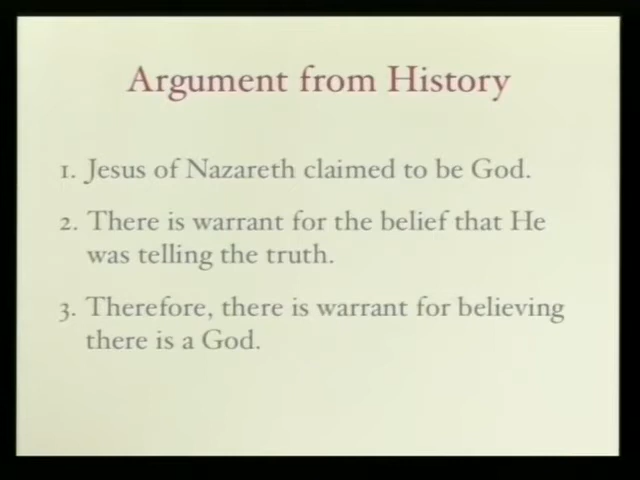 Argument from History
1. Jesus of Nazareth claimed to be God.
2. There is warrant for the belief that He
was telling the truth.
3. Therefore, there is warrant for believing
there is a God.